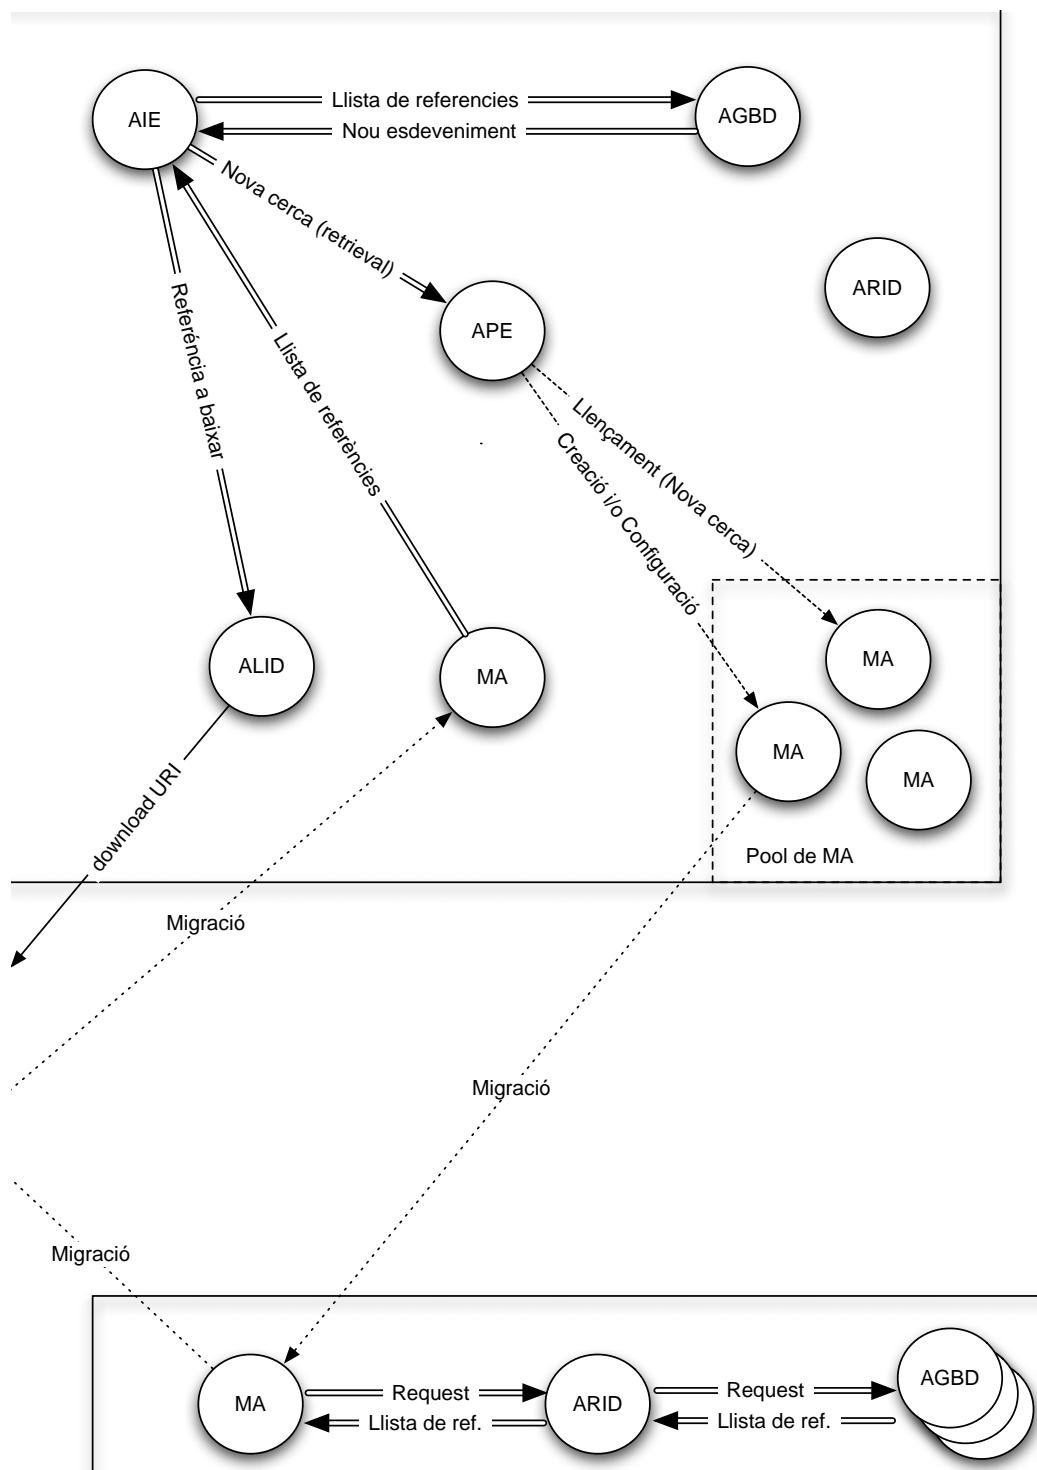 AIE
Llista de referencies
Nou esdeveniment
AGBD
Nova cerca (retrieval)
ARID
Referéncia a baixar
Llista de referències
APE
Llençament (Nova cerca)
Creació i/o Configuració
ALID
MA
MA
MA
MA
download URI
Pool de MA
Migració
Migració
Migració
MA
Request
Llista de ref.
ARID
Request
Llista de ref.
AGBD